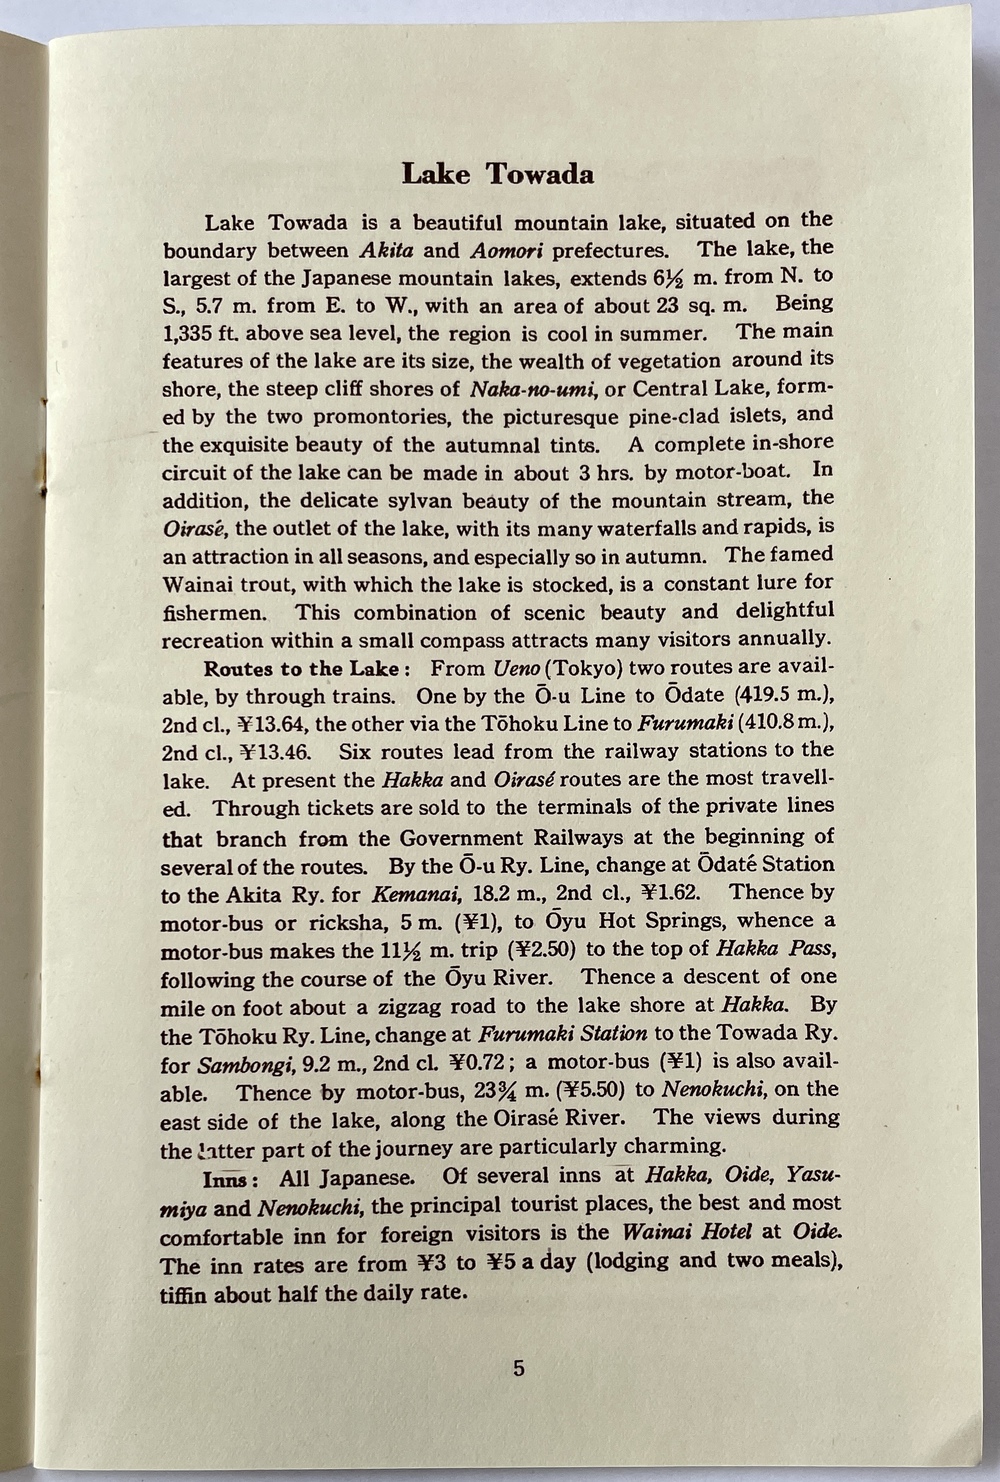 Lake Towada
Lake Towada is a beautiful mountain lake, situated on the
boundary between Akita and Aomori prefectures. The lake, the
largest of the Japanese mountain lakes, extends 6½ m. from N. to
S., 5.7 m. from E. to W., with an area of about 23 sq. m. Being
1,335 ft. above sea level, the region is cool in summer. The main
features of the lake are its size, the wealth of vegetation around its
shore, the steep cliff shores of Naka-no-umi, or Central Lake, form-
ed by the two promontories, the picturesque pine-clad islets, and
the exquisite beauty of the autumnal tints. A complete in-shore
circuit of the lake can be made in about 3 hrs. by motor-boat. In
addition, the delicate sylvan beauty of the mountain stream, the
Oirasé, the outlet of the lake, with its many waterfalls and rapids, is
an attraction in all seasons, and especially so in autumn. The famed
Wainai trout, with which the lake is stocked, is a constant lure for
fishermen. This combination of scenic beauty and delightful
recreation within a small compass attracts many visitors annually.
Routes to the Lake: From Ueno (Tokyo) two routes are avail-
able, by through trains. One by the Ō-u Line to Ōdate (419.5 m.),
2nd cl., ¥13.64, the other via the Tōhoku Line to Furumaki (410.8 m.),
2nd cl., ¥13.46. Six routes lead from the railway stations to the
lake. At present the Hakka and Oirasé routes are the most travell-
ed. Through tickets are sold to the terminals of the private lines
that branch from the Government Railways at the beginning of
several of the routes. By the Ō-u Ry. Line, change at Ōdaté Station
to the Akita Ry. for Kemanai, 18.2 m., 2nd cl., ¥1.62. Thence by
motor-bus or ricksha, 5 m. (¥1), to Ōyu Hot Springs, whence a
motor-bus makes the 11½ m. trip (¥2.50) to the top of Hakka Pass,
following the course of the Ōyu River. Thence a descent of one
mile on foot about a zigzag road to the lake shore at Hakka. By
the Tōhoku Ry. Line, change at Furumaki Station to the Towada Ry.
for Sambongi, 9.2 m., 2nd cl. ¥0.72; a motor-bus (¥1) is also avail-
able. Thence by motor-bus, 23¾ m. (¥5.50) to Nenokuchi, on the
east side of the lake, along the Oirasé River. The views during
the latter part of the journey are particularly charming.
Inns: All Japanese. Of several inns at Hakka, Oide, Yasu-
miya and Nenokuchi, the principal tourist places, the best and most
comfortable inn for foreign visitors is the Wainai Hotel at Oide.
The inn rates are from ¥3 to ¥5 a day (lodging and two meals),
tiffin about half the daily rate.
5